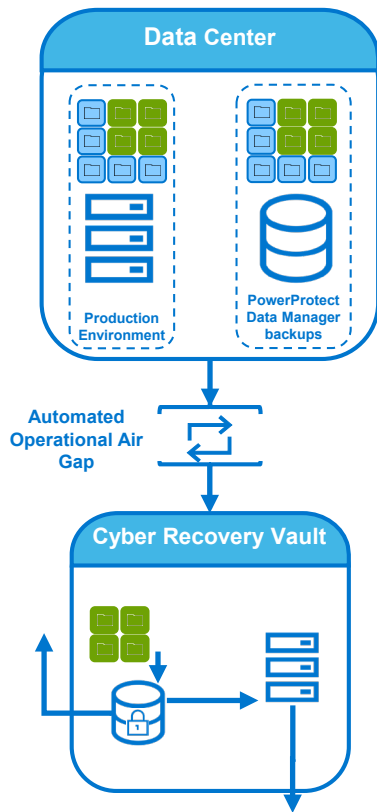 Data Center
Production
Environment
PowerProtect
Data Manager
backups
Automated
Operational Air
Gap
Cyber Recovery Vault